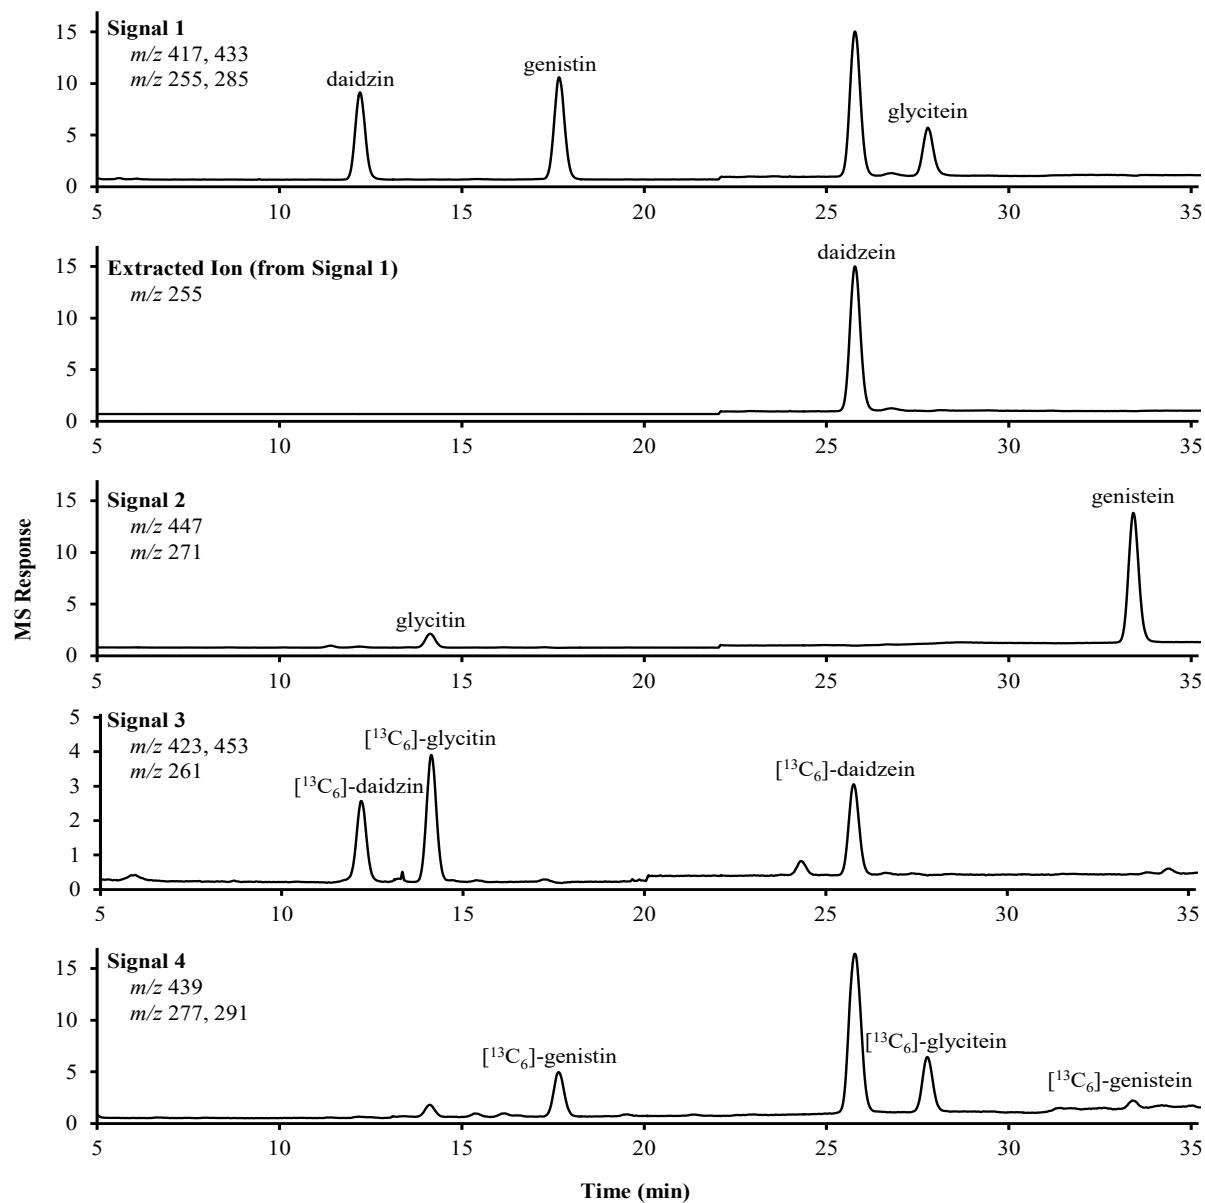 Signal 1
m/z 417, 433
m/z 255, 285
daidzin
genistin
glycitein
15
10
5
0
5 10 15 20 25 30 35
Extracted Ion (from Signal 1)
m/z 255
daidzein
15
10
5
0
5 10 15 20 25 30 35
Signal 2
m/z 447
m/z 271
glycitin
genistein
15
10
5
0
5 10 15 20 25 30 35
MS Response
Signal 3
m/z 423, 453
m/z 261
[¹³C₆]-daidzin
[¹³C₆]-glycitin
[¹³C₆]-daidzein
5
4
3
2
1
0
5 10 15 20 25 30 35
Signal 4
m/z 439
m/z 277, 291
[¹³C₆]-genistin
[¹³C₆]-glycitein
[¹³C₆]-genistein
15
10
5
0
5 10 15 20 25 30 35
Time (min)